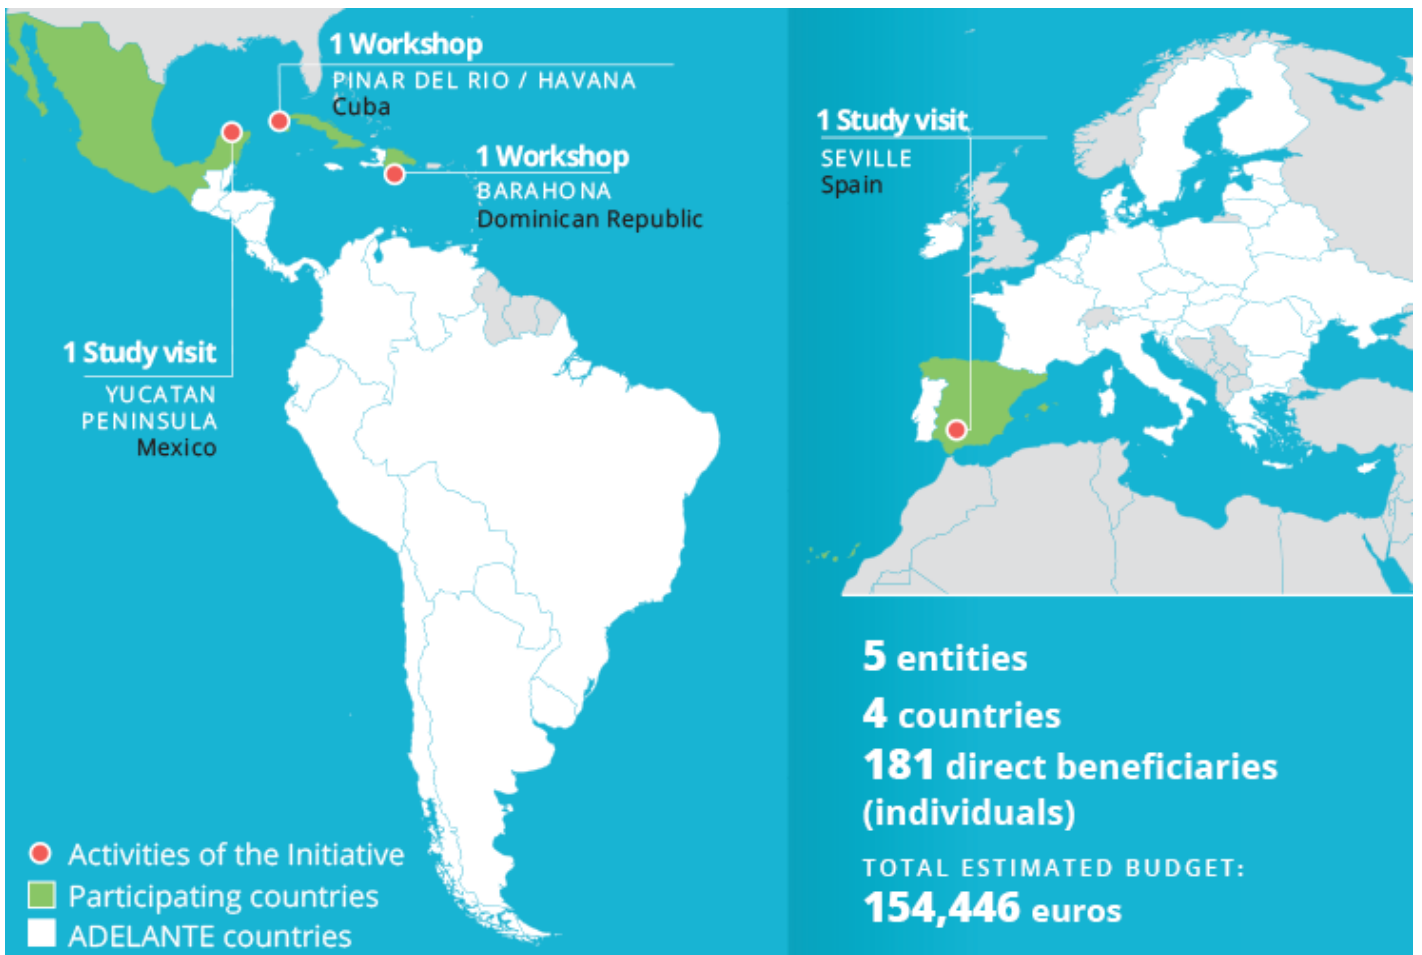 1 Workshop
PINAR DEL RIO / HAVANA
Cuba
1 Workshop
BARAHONA
Dominican Republic
1 Study visit
YUCATAN
PENINSULA
Mexico
1 Study visit
SEVILLE
Spain
5 entities
4 countries
181 direct beneficiaries
(individuals)
TOTAL ESTIMATED BUDGET:
154,446 euros
Activities of the Initiative
Participating countries
ADELANTE countries